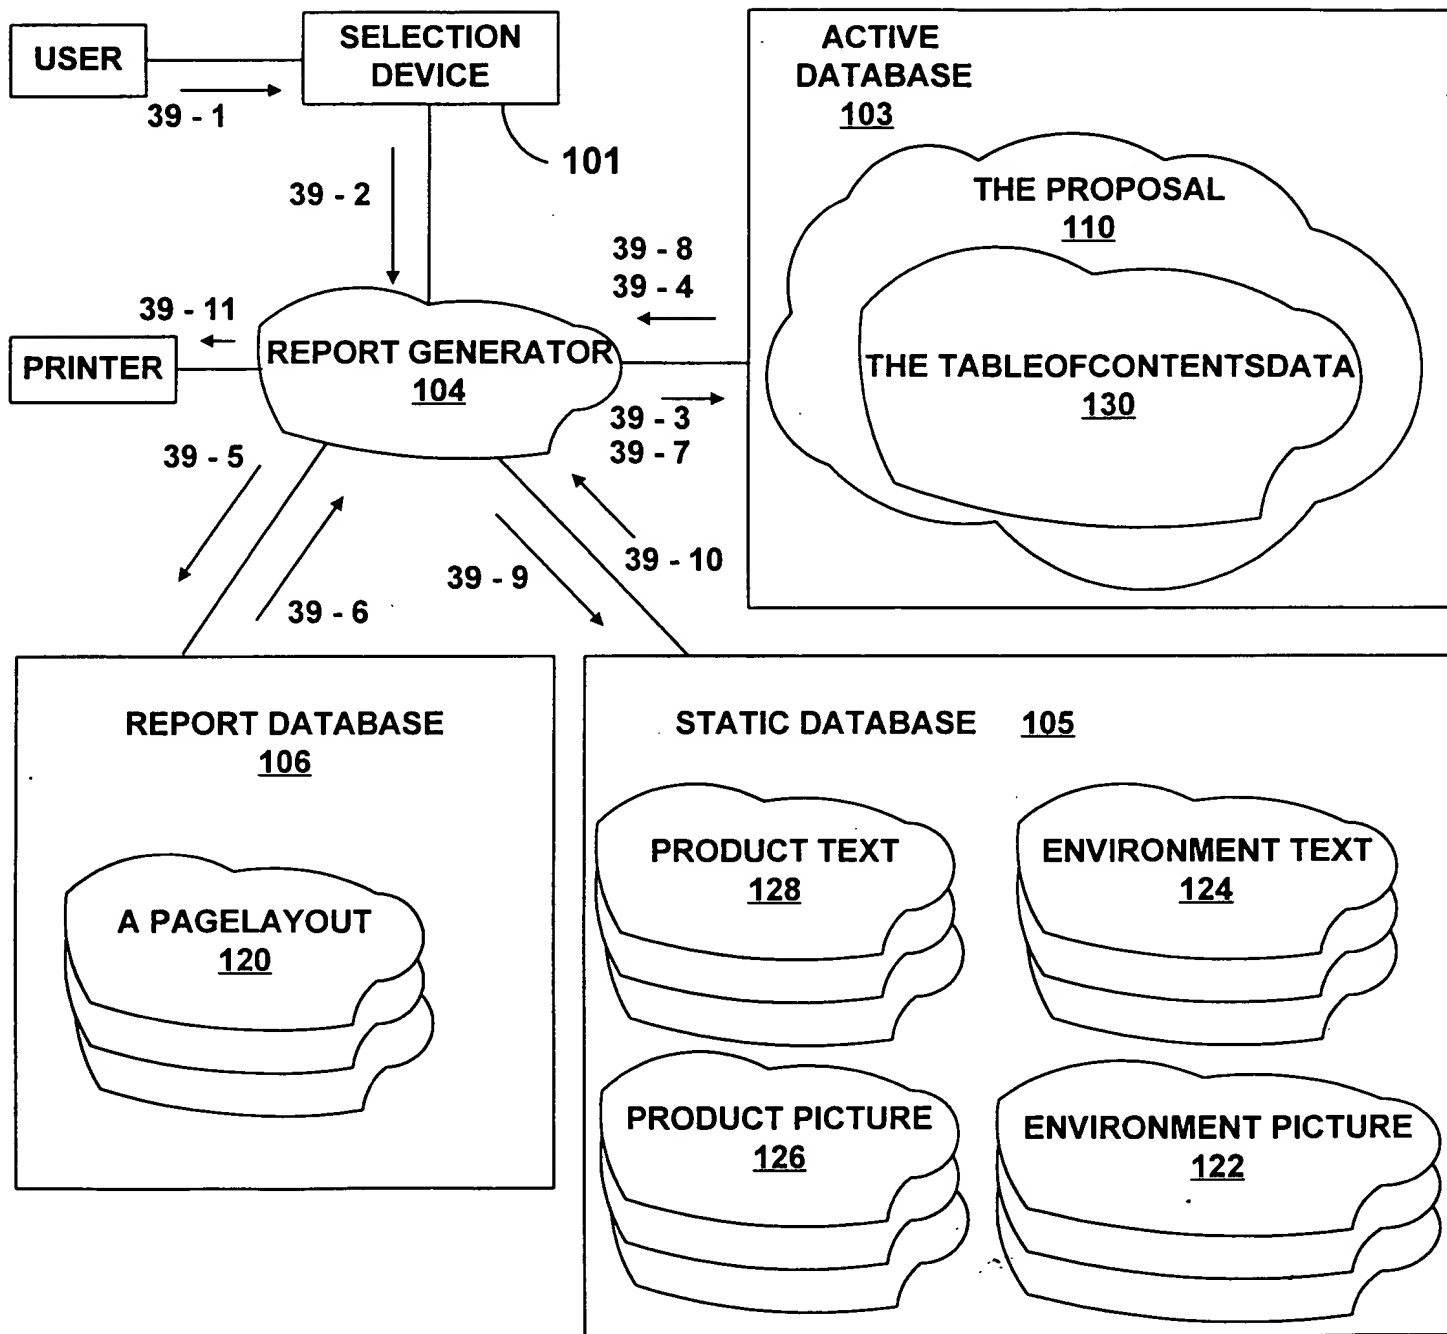 USER
SELECTION
DEVICE
39 - 1
101
39 - 2
ACTIVE
DATABASE
103
THE PROPOSAL
110
THE TABLEOFCONTENTSDATA
130
39 - 8
39 - 4
39 - 11
PRINTER
REPORT GENERATOR
104
39 - 3
39 - 7
39 - 5
39 - 6
39 - 9
39 - 10
REPORT DATABASE
106
A PAGELAYOUT
120
STATIC DATABASE 105
PRODUCT TEXT
128
ENVIRONMENT TEXT
124
PRODUCT PICTURE
126
ENVIRONMENT PICTURE
122